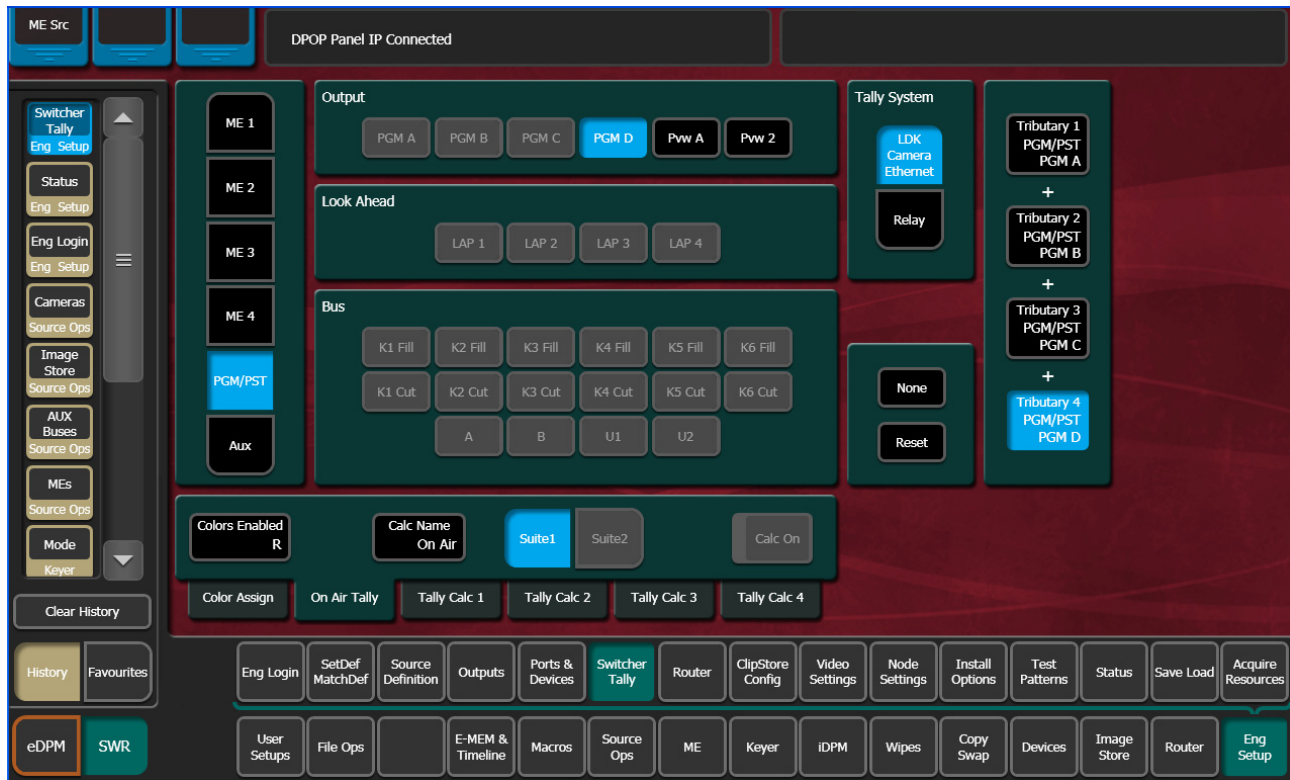 ME Src
DPOP Panel IP Connected
Switcher
Tally
Eng Setup
Status
Eng Setup
Eng Login
Eng Setup
Cameras
Source Ops
Image
Store
Source Ops
AUX
Buses
Source Ops
MEs
Source Ops
Mode
Keyer
Clear History
History
Favourites
eDPM
SWR
ME 1
ME 2
ME 3
ME 4
PGM/PST
Aux
Output
PGM A
PGM B
PGM C
PGM D
Pvw A
Pvw 2
Look Ahead
LAP 1
LAP 2
LAP 3
LAP 4
Bus
K1 Fill
K2 Fill
K3 Fill
K4 Fill
K5 Fill
K6 Fill
K1 Cut
K2 Cut
K3 Cut
K4 Cut
K5 Cut
K6 Cut
A
B
U1
U2
Tally System
LDK
Camera
Ethernet
Relay
None
Reset
Tributary 1
PGM/PST
PGM A
+
Tributary 2
PGM/PST
PGM B
+
Tributary 3
PGM/PST
PGM C
+
Tributary 4
PGM/PST
PGM D
Colors Enabled
R
Calc Name
On Air
Suite1
Suite2
Calc On
Color Assign
On Air Tally
Tally Calc 1
Tally Calc 2
Tally Calc 3
Tally Calc 4
Eng Login
SetDef
MatchDef
Source
Definition
Outputs
Ports &
Devices
Switcher
Tally
Router
ClipStore
Config
Video
Settings
Node
Settings
Install
Options
Test
Patterns
Status
Save Load
Acquire
Resources
User
Setups
File Ops
E-MEM &
Timeline
Macros
Source
Ops
ME
Keyer
iDPM
Wipes
Copy
Swap
Devices
Image
Store
Router
Eng
Setup